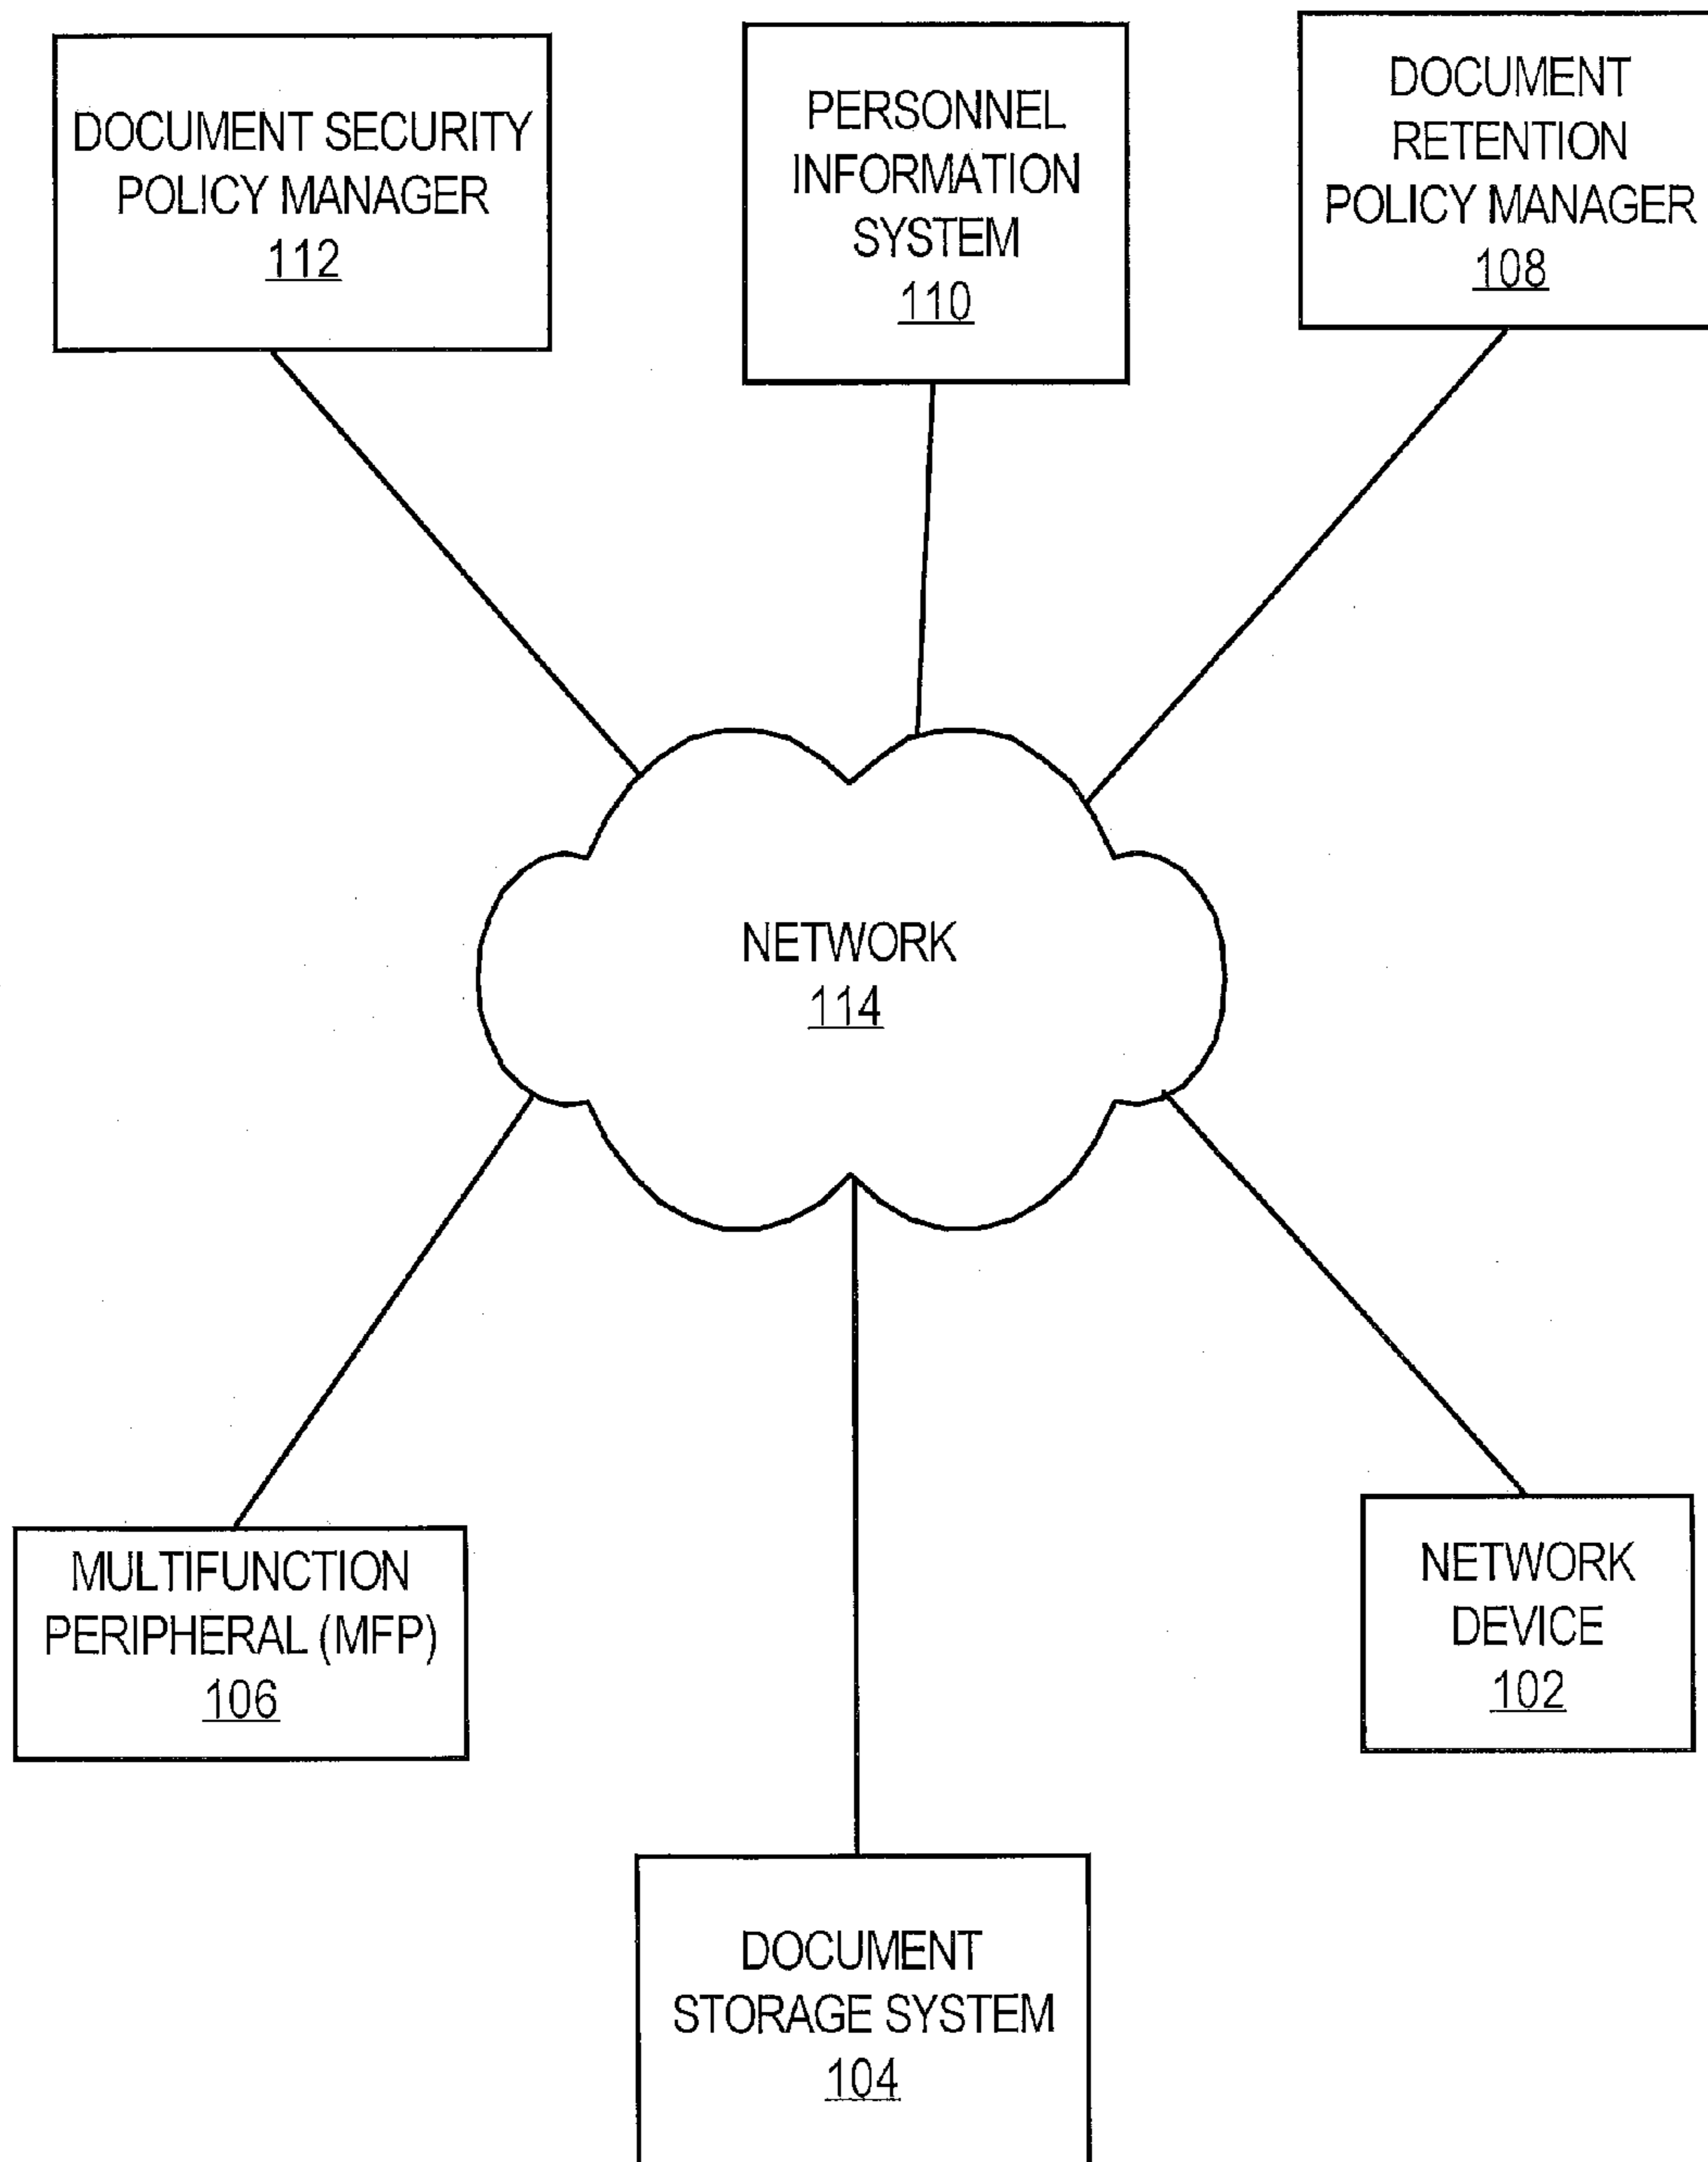 DOCUMENT SECURITY
POLICY MANAGER
112
PERSONNEL
INFORMATION
SYSTEM
110
DOCUMENT
RETENTION
POLICY MANAGER
108
NETWORK
114
MULTIFUNCTION
PERIPHERAL (MFP)
106
NETWORK
DEVICE
102
DOCUMENT
STORAGE SYSTEM
104